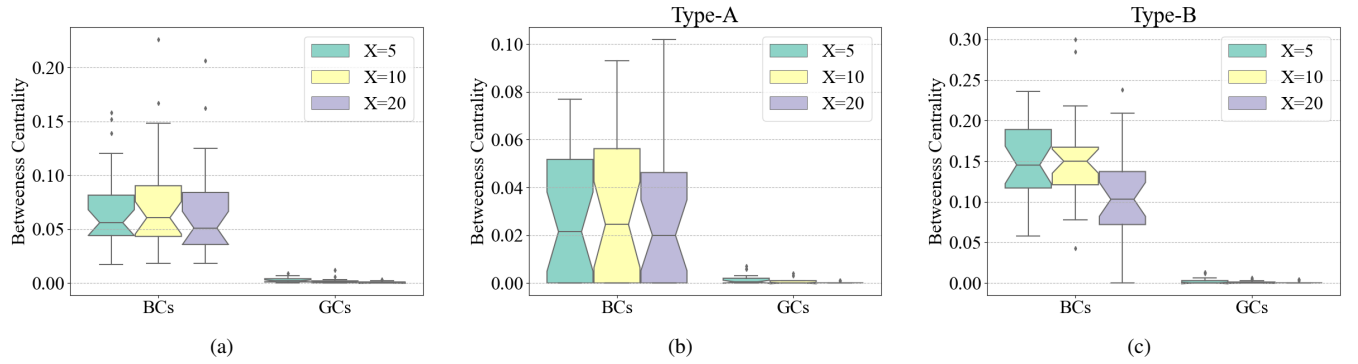 Betweeness Centrality
0.20
0.15
0.10
0.05
0.00
X=5
X=10
X=20
BCs
GCs
(a)
Type-A
Betweeness Centrality
0.10
0.08
0.06
0.04
0.02
0.00
X=5
X=10
X=20
BCs
GCs
(b)
Type-B
Betweeness Centrality
0.30
0.25
0.20
0.15
0.10
0.05
0.00
X=5
X=10
X=20
BCs
GCs
(c)